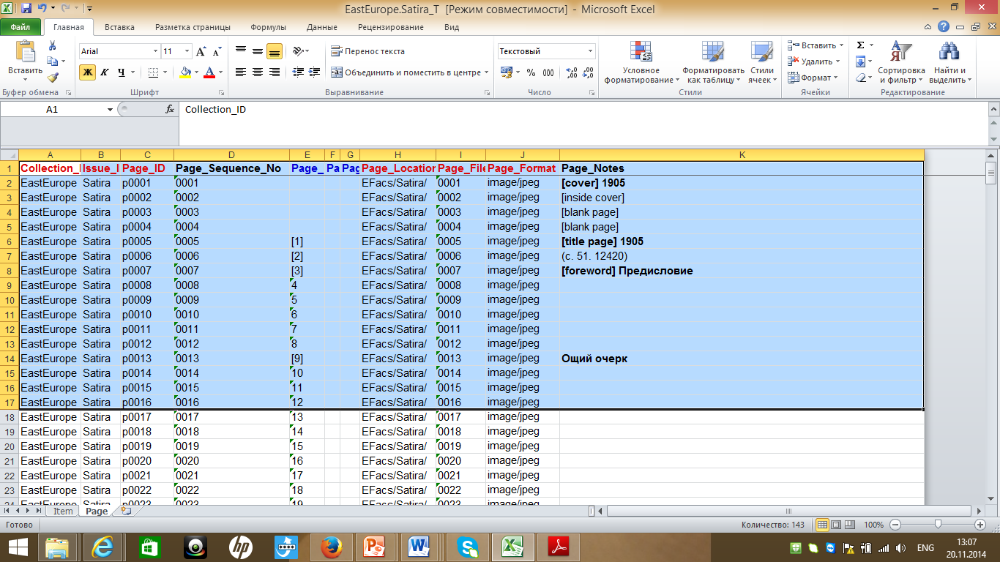 EastEurope.Satira_T [Режим совместимости] - Microsoft Excel
Файл Главная Вставка Разметка страницы Формулы Данные Рецензирование Вид
Вставить
Буфер обмена
Arial 11
Ж К Ч
Шрифт
Перенос текста
Объединить и поместить в центре
Выравнивание
Текстовый
% 000
Число
Условное форматирование
Форматировать как таблицу
Стили ячеек
Стили
Вставить
Удалить
Формат
Ячейки
Σ
Сортировка и фильтр
Найти и выделить
Редактирование
A1 fx Collection_ID
A B C D E F G H I J K
1 Collection_ Issue_I Page_ID Page_Sequence_No Page_ Pa Pag Page_Location Page_File Page_Format Page_Notes
2 EastEurope Satira p0001 0001 EFacs/Satira/ 0001 image/jpeg [cover] 1905
3 EastEurope Satira p0002 0002 EFacs/Satira/ 0002 image/jpeg [inside cover]
4 EastEurope Satira p0003 0003 EFacs/Satira/ 0003 image/jpeg [blank page]
5 EastEurope Satira p0004 0004 EFacs/Satira/ 0004 image/jpeg [blank page]
6 EastEurope Satira p0005 0005 [1] EFacs/Satira/ 0005 image/jpeg [title page] 1905
7 EastEurope Satira p0006 0006 [2] EFacs/Satira/ 0006 image/jpeg (с. 51. 12420)
8 EastEurope Satira p0007 0007 [3] EFacs/Satira/ 0007 image/jpeg [foreword] Предисловие
9 EastEurope Satira p0008 0008 4 EFacs/Satira/ 0008 image/jpeg
10 EastEurope Satira p0009 0009 5 EFacs/Satira/ 0009 image/jpeg
11 EastEurope Satira p0010 0010 6 EFacs/Satira/ 0010 image/jpeg
12 EastEurope Satira p0011 0011 7 EFacs/Satira/ 0011 image/jpeg
13 EastEurope Satira p0012 0012 8 EFacs/Satira/ 0012 image/jpeg
14 EastEurope Satira p0013 0013 [9] EFacs/Satira/ 0013 image/jpeg Ощий очерк
15 EastEurope Satira p0014 0014 10 EFacs/Satira/ 0014 image/jpeg
16 EastEurope Satira p0015 0015 11 EFacs/Satira/ 0015 image/jpeg
17 EastEurope Satira p0016 0016 12 EFacs/Satira/ 0016 image/jpeg
18 EastEurope Satira p0017 0017 13 EFacs/Satira/ 0017 image/jpeg
19 EastEurope Satira p0018 0018 14 EFacs/Satira/ 0018 image/jpeg
20 EastEurope Satira p0019 0019 15 EFacs/Satira/ 0019 image/jpeg
21 EastEurope Satira p0020 0020 16 EFacs/Satira/ 0020 image/jpeg
22 EastEurope Satira p0021 0021 17 EFacs/Satira/ 0021 image/jpeg
23 EastEurope Satira p0022 0022 18 EFacs/Satira/ 0022 image/jpeg
24 EastEurope Satira p0023 0023 19 EFacs/Satira/ 0023 image/jpeg
Item Page
Готово Количество: 143 100%
hp
ENG 13:07
20.11.2014